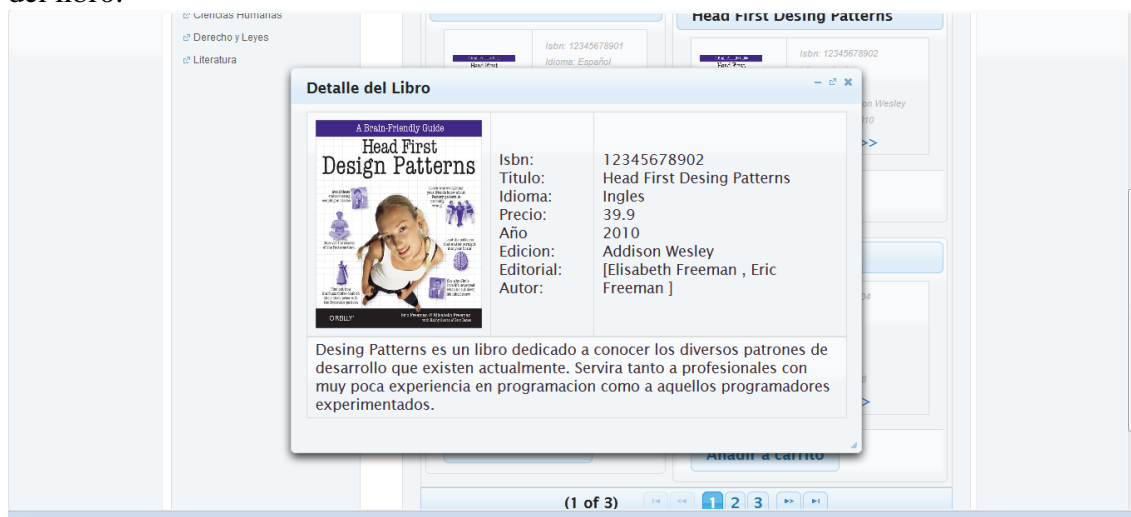 del libro.
Ciencias Humanas
Derecho y Leyes
Literatura
Head First Desing Patterns
Isbn: 12345678901
Idioma: Español
Isbn: 12345678902
on Wesley
>>
Detalle del Libro
A Brain-Friendly Guide
Head First
Design Patterns
O'REILLY
Isbn: 12345678902
Titulo: Head First Desing Patterns
Idioma: Ingles
Precio: 39.9
Año 2010
Edicion: Addison Wesley
Editorial: [Elisabeth Freeman , Eric
Autor: Freeman ]
Desing Patterns es un libro dedicado a conocer los diversos patrones de
desarrollo que existen actualmente. Servira tanto a profesionales con
muy poca experiencia en programacion como a aquellos programadores
experimentados.
Añadir a carrito
(1 of 3) 1 2 3